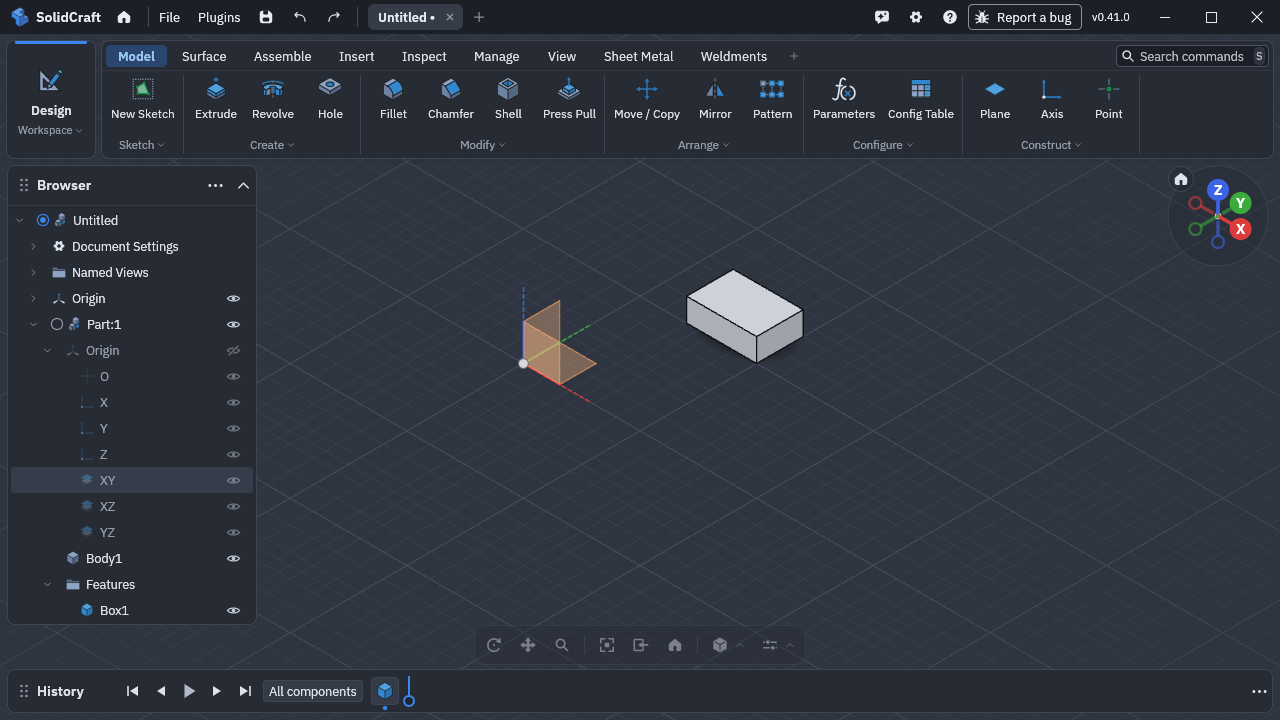 SolidCraft
File
Plugins
Untitled •
Report a bug
v0.41.0
Design
Workspace
Model
Surface
Assemble
Insert
Inspect
Manage
View
Sheet Metal
Weldments
Search commands
S
New Sketch
Extrude
Revolve
Hole
Fillet
Chamfer
Shell
Press Pull
Move / Copy
Mirror
Pattern
Parameters
Config Table
Plane
Axis
Point
Sketch
Create
Modify
Arrange
Configure
Construct
Browser
Untitled
Document Settings
Named Views
Origin
Part:1
Origin
O
X
Y
Z
XY
XZ
YZ
Body1
Features
Box1
Z
Y
X
History
All components